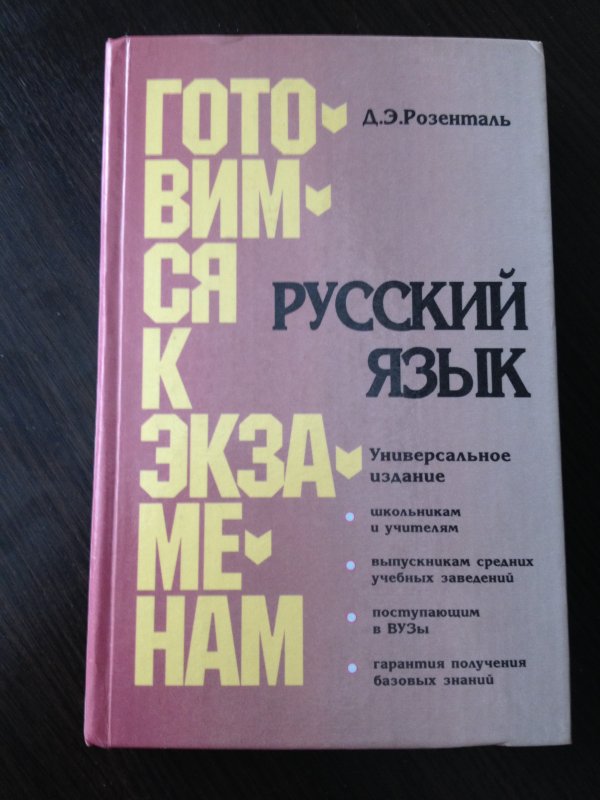 ГОТО-
ВИМ-
СЯ
К
ЭКЗА-
МЕ-
НАМ
Д.Э.Розенталь
РУССКИЙ
ЯЗЫК
Универсальное
издание
школьникам
и учителям
выпускникам средних
учебных заведений
поступающим
в ВУЗы
гарантия получения
базовых знаний